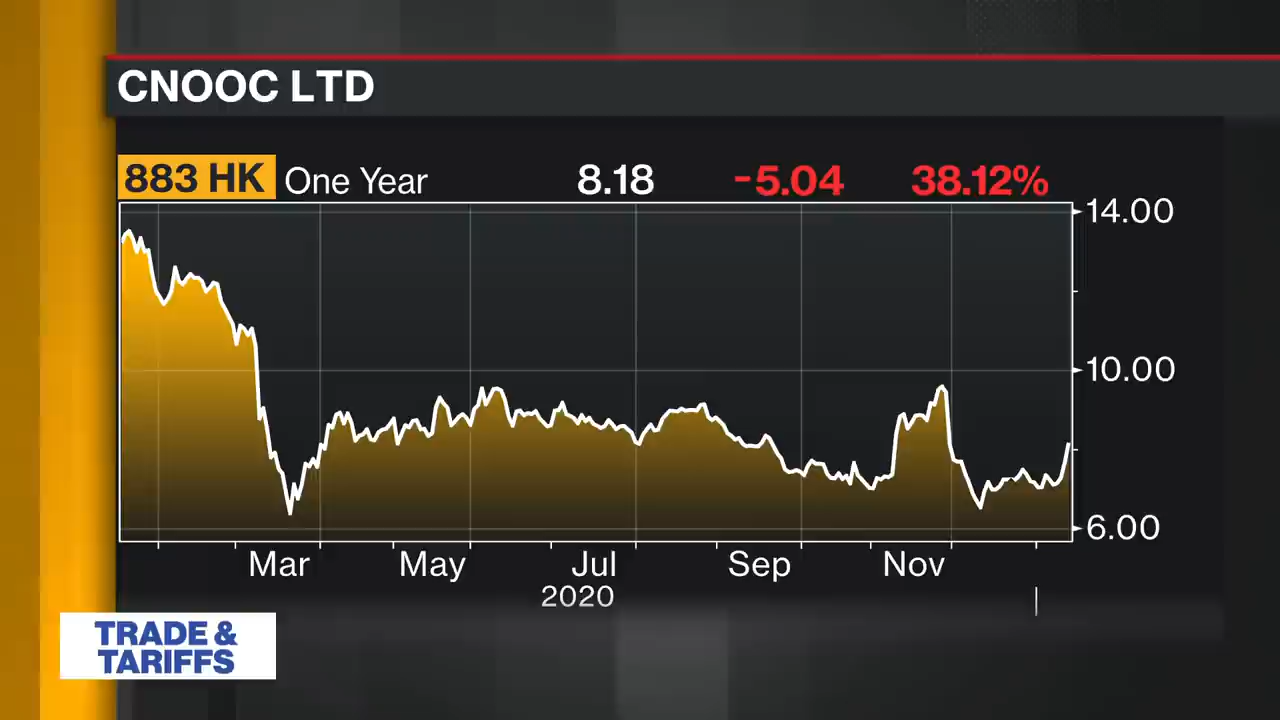 CNOOC LTD
883 HK One Year 8.18 -5.04 38.12%
14.00
10.00
6.00
Mar May Jul Sep Nov
2020
TRADE &
TARIFFS